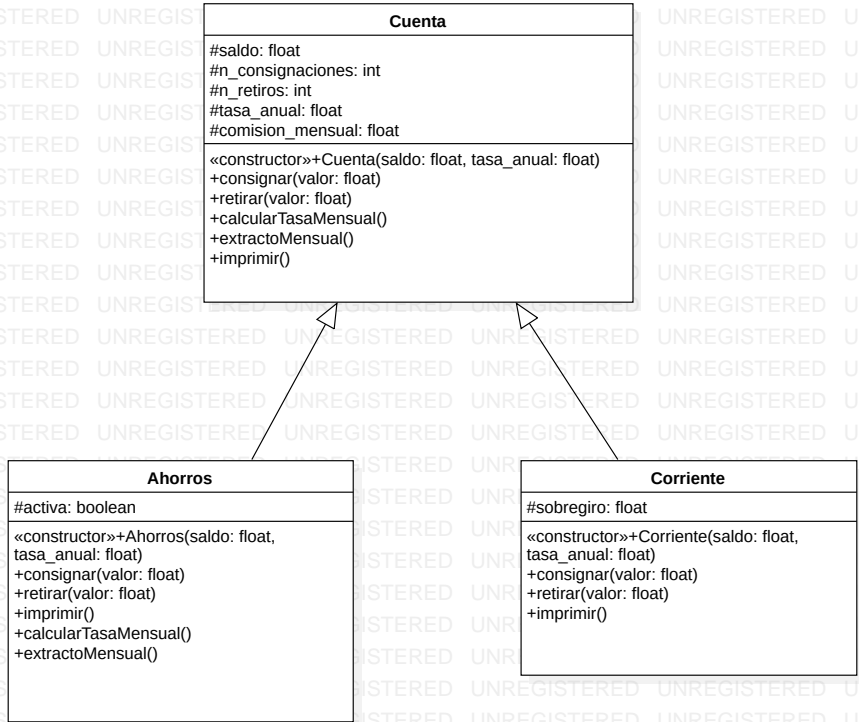 Cuenta
#saldo: float
#n_consignaciones: int
#n_retiros: int
#tasa_anual: float
#comision_mensual: float
«constructor»+Cuenta(saldo: float, tasa_anual: float)
+consignar(valor: float)
+retirar(valor: float)
+calcularTasaMensual()
+extractoMensual()
+imprimir()
Ahorros
#activa: boolean
«constructor»+Ahorros(saldo: float,
tasa_anual: float)
+consignar(valor: float)
+retirar(valor: float)
+imprimir()
+calcularTasaMensual()
+extractoMensual()
Corriente
#sobregiro: float
«constructor»+Corriente(saldo: float,
tasa_anual: float)
+consignar(valor: float)
+retirar(valor: float)
+imprimir()
UNREGISTERED